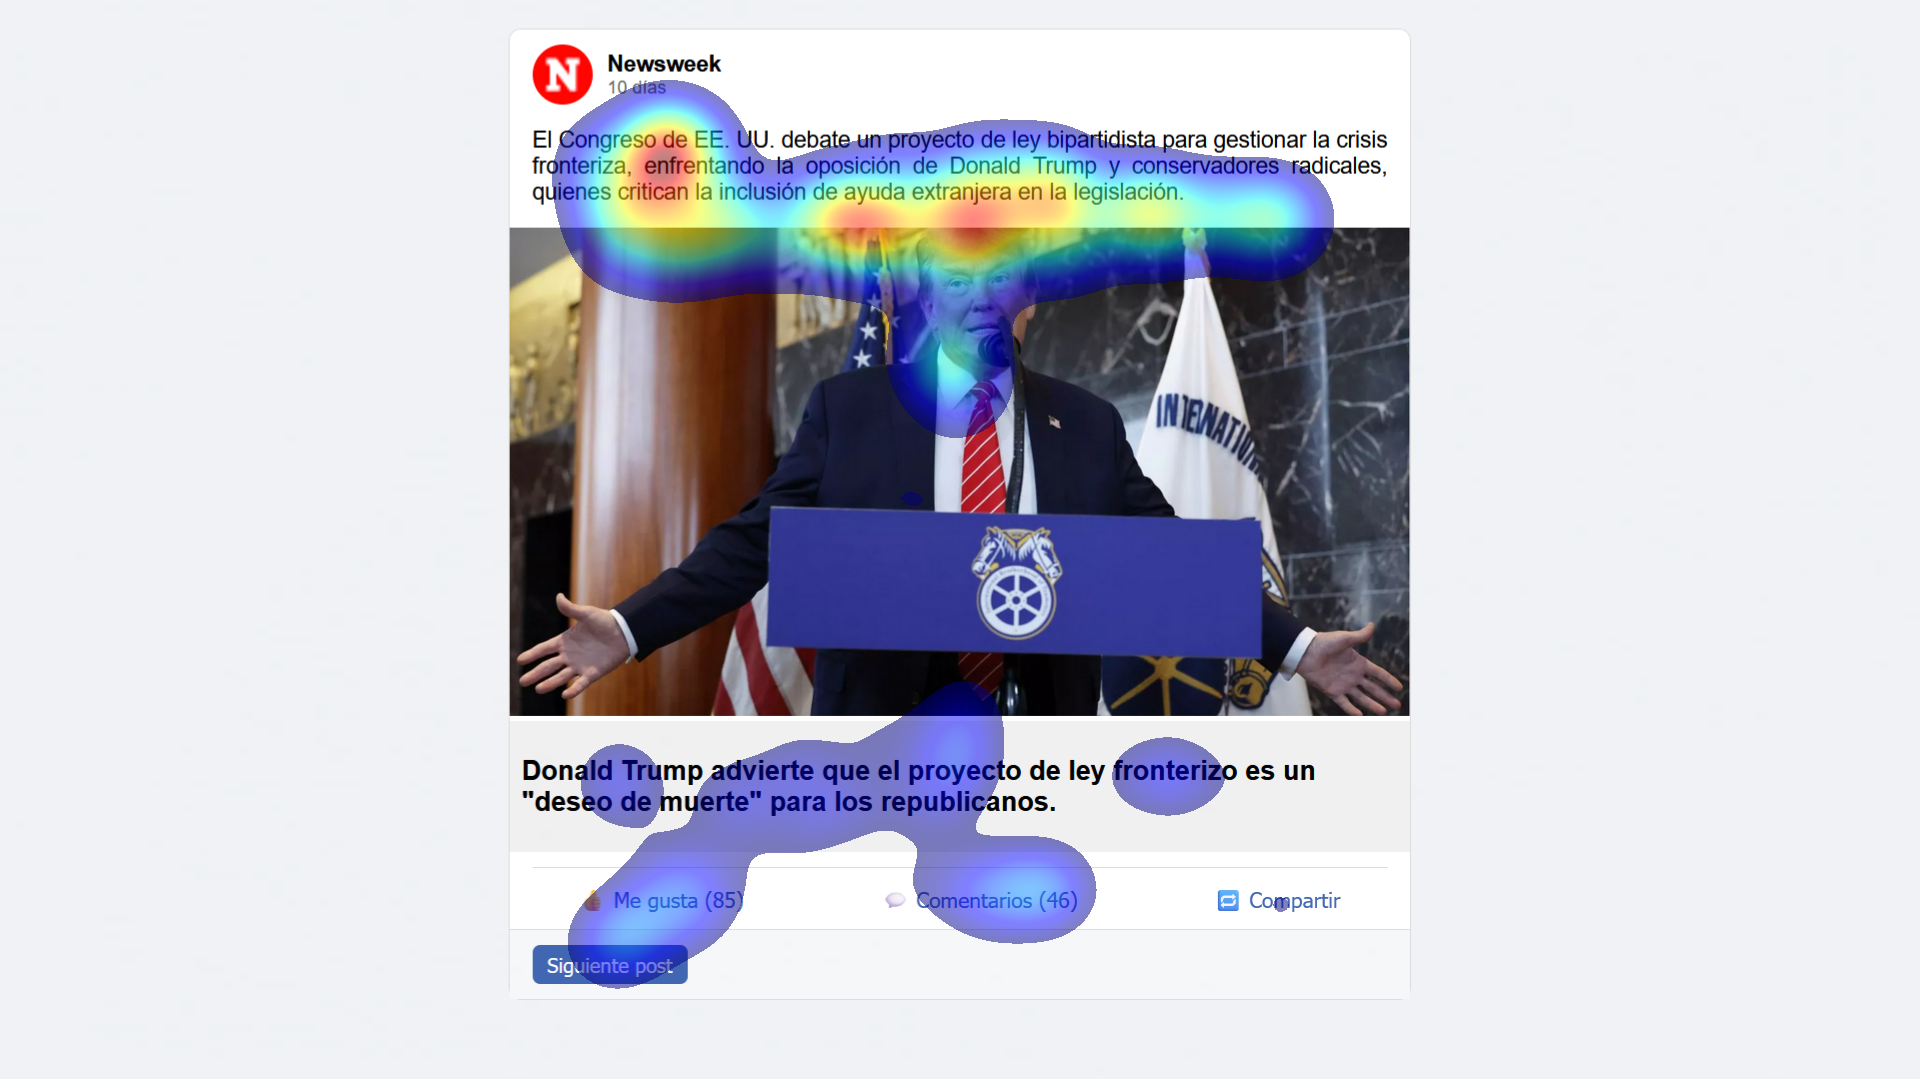 N
Newsweek
10 días
El Congreso de EE. UU. debate un proyecto de ley bipartidista para gestionar la crisis
fronteriza, enfrentando la oposición de Donald Trump y conservadores radicales,
quienes critican la inclusión de ayuda extranjera en la legislación.
INTERNATION
Donald Trump advierte que el proyecto de ley fronterizo es un
"deseo de muerte" para los republicanos.
Me gusta (85)
Comentarios (46)
Compartir
Siguiente post